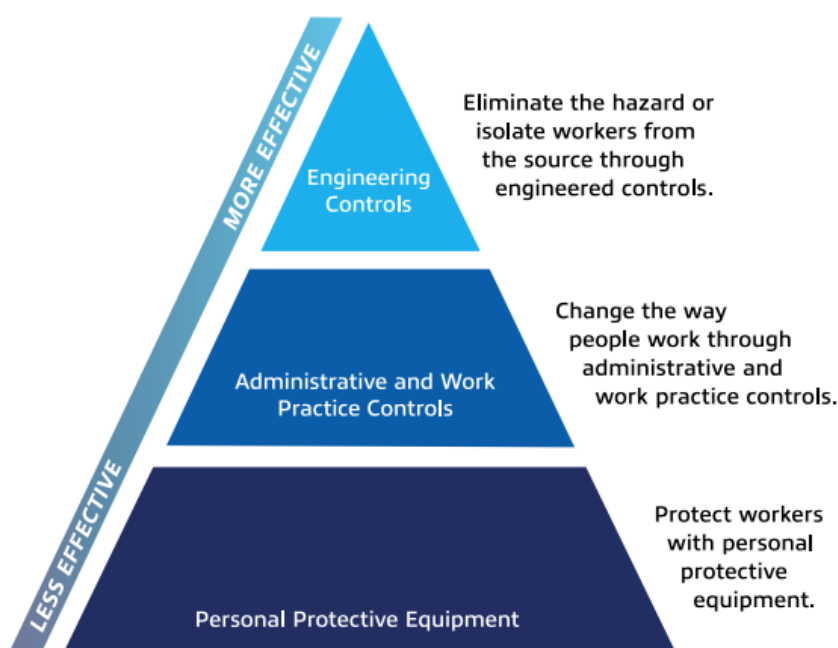 MORE EFFECTIVE
LESS EFFECTIVE
Engineering
Controls
Eliminate the hazard or
isolate workers from
the source through
engineered controls.
Administrative and Work
Practice Controls
Change the way
people work through
administrative and
work practice controls.
Personal Protective Equipment
Protect workers
with personal
protective
equipment.